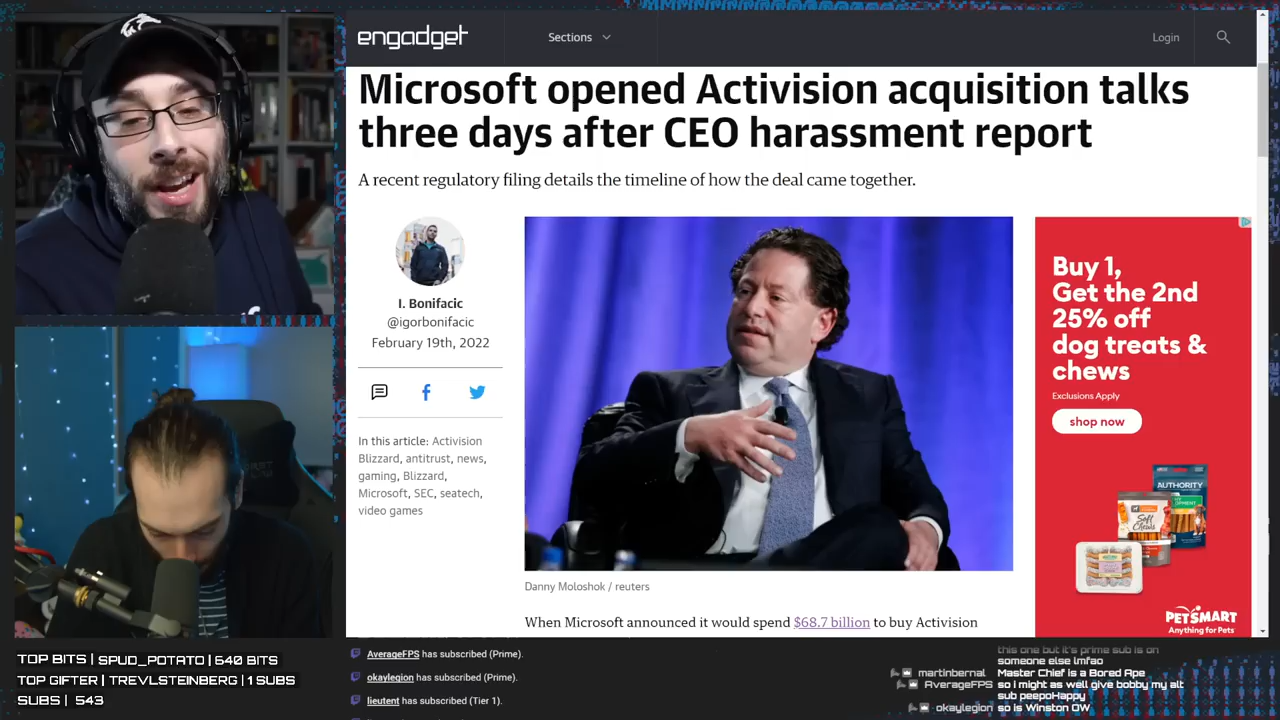 engadget
Sections
Login
Microsoft opened Activision acquisition talks
three days after CEO harassment report
A recent regulatory filing details the timeline of how the deal came together.
I. Bonifacic
@igorbonifacic
February 19th, 2022
In this article: Activision
Blizzard, antitrust, news,
gaming, Blizzard,
Microsoft, SEC, seatech,
video games
Danny Moloshok / reuters
When Microsoft announced it would spend $68.7 billion to buy Activision
Buy 1,
Get the 2nd
25% off
dog treats &
chews
Exclusions Apply
shop now
AUTHORITY
Soft
Chews
PETSMART
Anything for Pets
TOP BITS | SPUD_POTATO | 640 BITS
TOP GIFTER | TREVLSTEINBERG | 1 SUBS
SUBS | 543
AverageFPS has subscribed (Prime).
okaylegion has subscribed (Prime).
lieutent has subscribed (Tier 1).
this one but it's prime sub is on
someone else lmfao
martinbernal Master Chief is a Bored Ape
AverageFPS so i might as well give bobby my alt
sub peepoHappy
okaylegion so is Winston OW